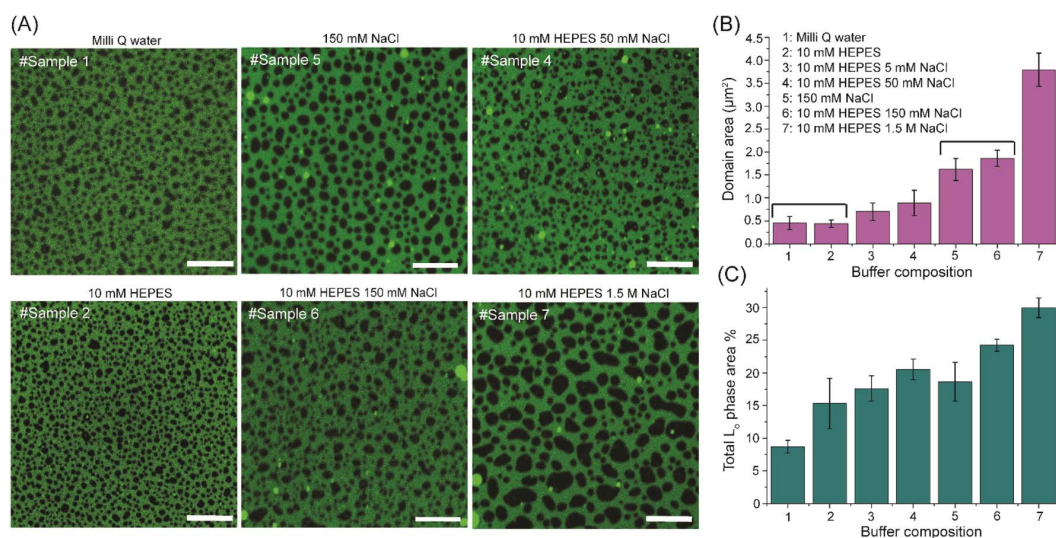 (A)
Milli Q water
#Sample 1
150 mM NaCl
#Sample 5
10 mM HEPES 50 mM NaCl
#Sample 4
10 mM HEPES
#Sample 2
10 mM HEPES 150 mM NaCl
#Sample 6
10 mM HEPES 1.5 M NaCl
#Sample 7
(B)
Domain area (µm²)
4.5
4.0
3.5
3.0
2.5
2.0
1.5
1.0
0.5
0.0
1: Milli Q water
2: 10 mM HEPES
3: 10 mM HEPES 5 mM NaCl
4: 10 mM HEPES 50 mM NaCl
5: 150 mM NaCl
6: 10 mM HEPES 150 mM NaCl
7: 10 mM HEPES 1.5 M NaCl
1 2 3 4 5 6 7
Buffer composition
(C)
Total Lₒ phase area %
30
25
20
15
10
5
0
1 2 3 4 5 6 7
Buffer composition